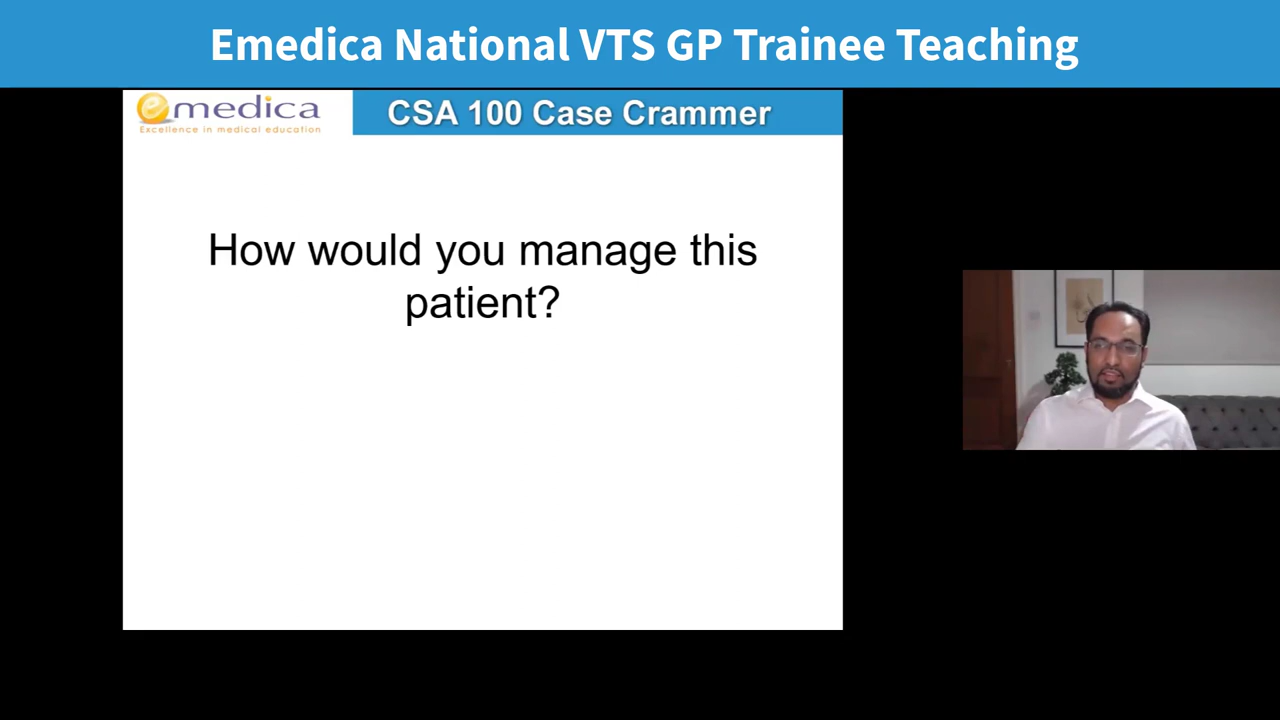 Emedica National VTS GP Trainee Teaching
emedica
Excellence in medical education
CSA 100 Case Crammer
How would you manage this
patient?